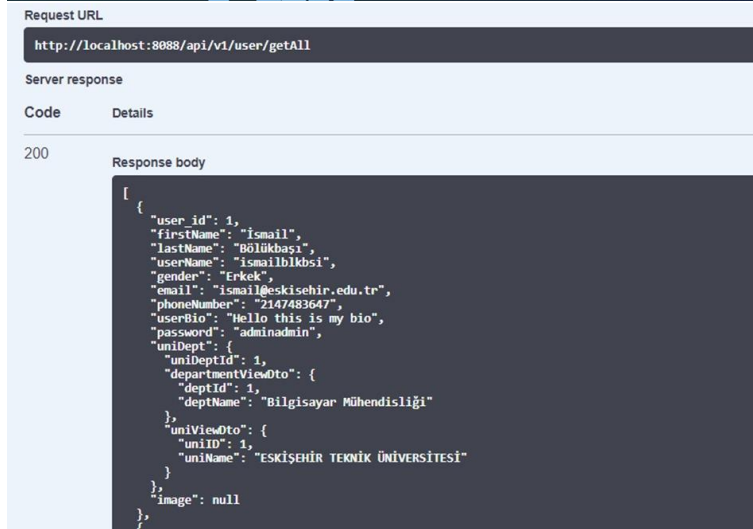 Request URL
http://localhost:8088/api/v1/user/getAll
Server response
Code Details
200
Response body
[
{
"user_id": 1,
"firstName": "İsmail",
"lastName": "Bölükbaşı",
"userName": "ismailblkbsi",
"gender": "Erkek",
"email": "ismail@eskisehir.edu.tr",
"phoneNumber": "2147483647",
"userBio": "Hello this is my bio",
"password": "adminadmin",
"uniDept": {
"uniDeptId": 1,
"departmentViewDto": {
"deptId": 1,
"deptName": "Bilgisayar Mühendisliği"
},
"uniViewDto": {
"uniID": 1,
"uniName": "ESKİŞEHİR TEKNİK ÜNİVERSİTESİ"
}
},
"image": null
},
{